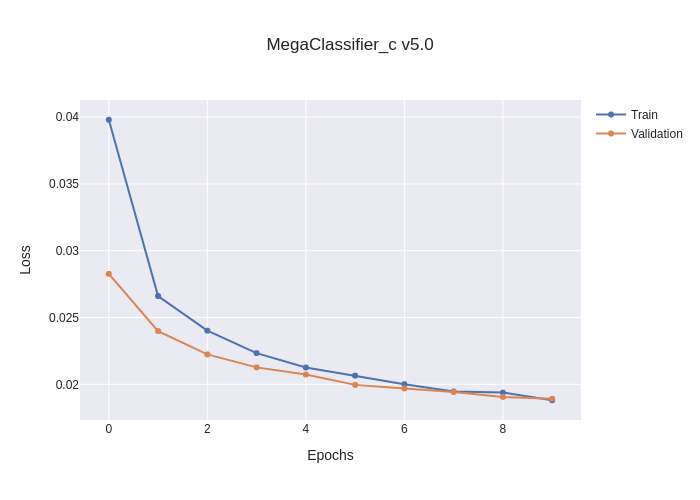 MegaClassifier_c v5.0
Train
Validation
0.04
0.035
0.03
0.025
0.02
Loss
0 2 4 6 8
Epochs